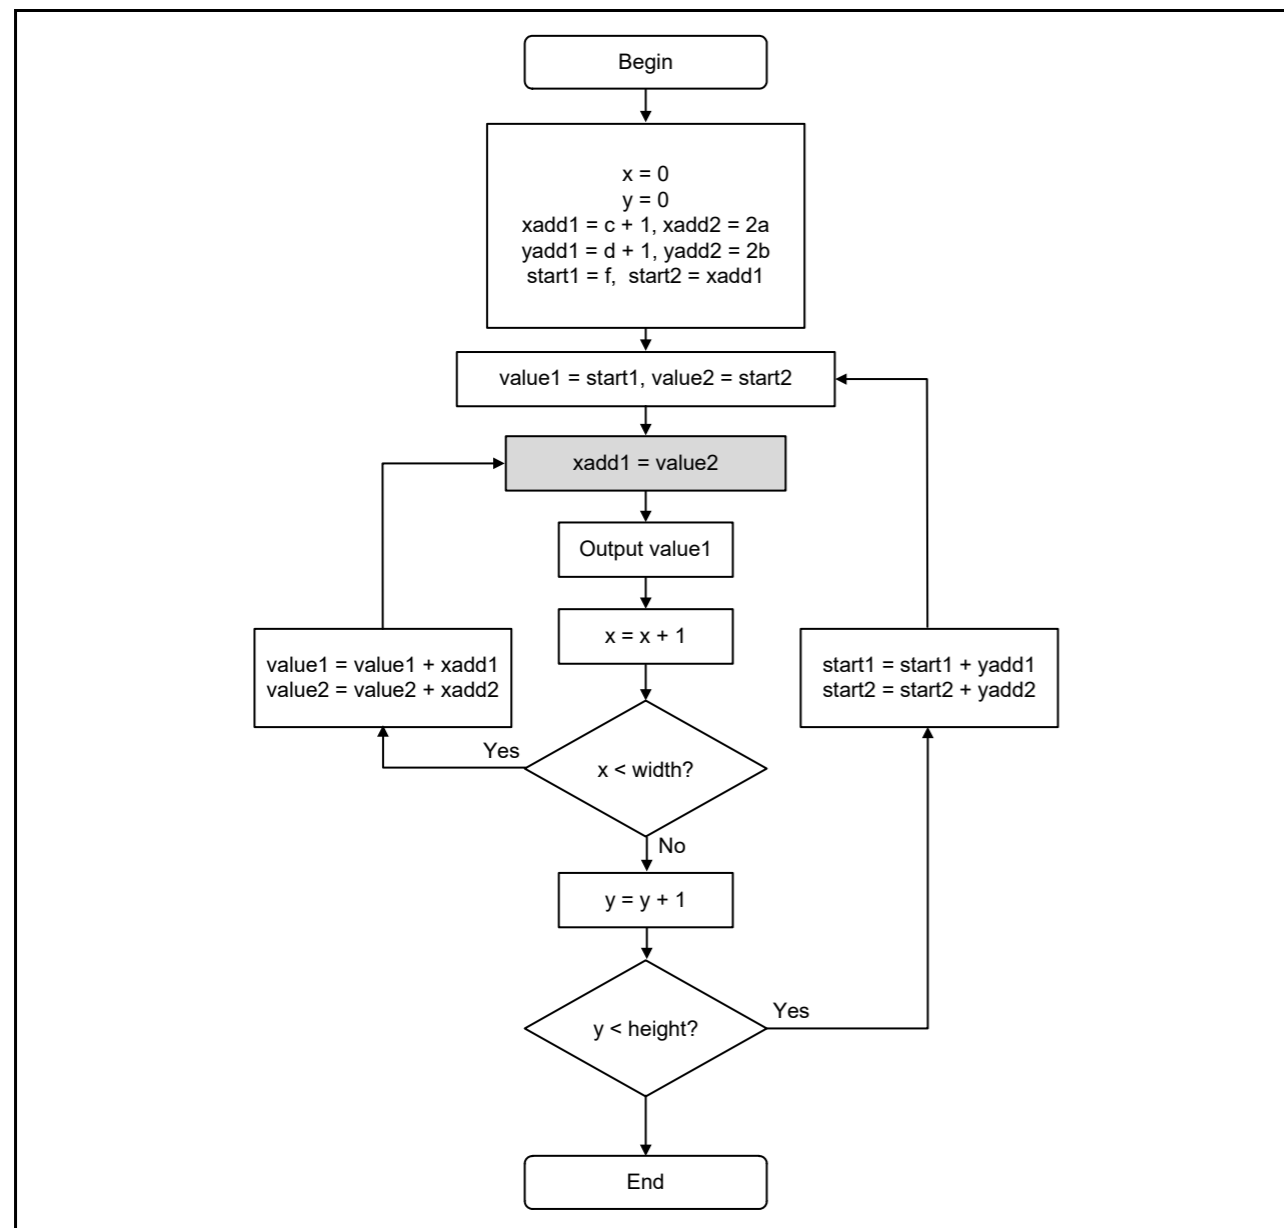 Begin
x = 0
y = 0
xadd1 = c + 1, xadd2 = 2a
yadd1 = d + 1, yadd2 = 2b
start1 = f, start2 = xadd1
value1 = start1, value2 = start2
xadd1 = value2
Output value1
x = x + 1
value1 = value1 + xadd1
value2 = value2 + xadd2
start1 = start1 + yadd1
start2 = start2 + yadd2
Yes
x < width?
No
y = y + 1
Yes
y < height?
End